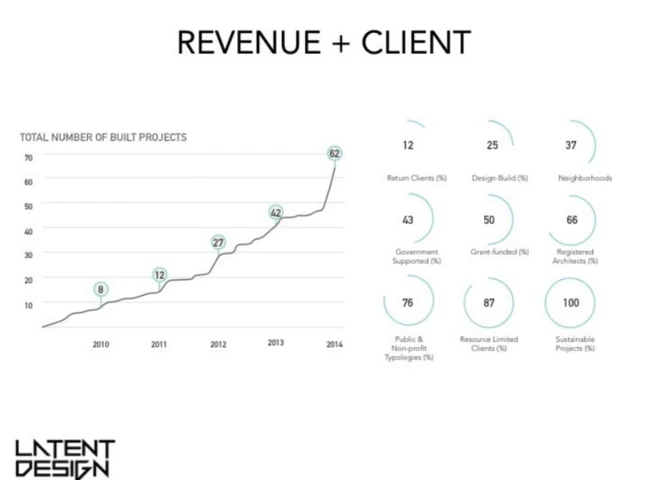 REVENUE + CLIENT
TOTAL NUMBER OF BUILT PROJECTS
70
60
50
40
30
20
10
8
12
27
42
62
2010
2011
2012
2013
2014
12
Return Clients (%)
25
Design-Build (%)
37
Neighborhoods
43
Government
Supported (%)
50
Grant-funded (%)
66
Registered
Architects (%)
76
Public &
Non-profit
Typologies (%)
87
Resource Limited
Clients (%)
100
Sustainable
Projects (%)
LATENT
DESIGN